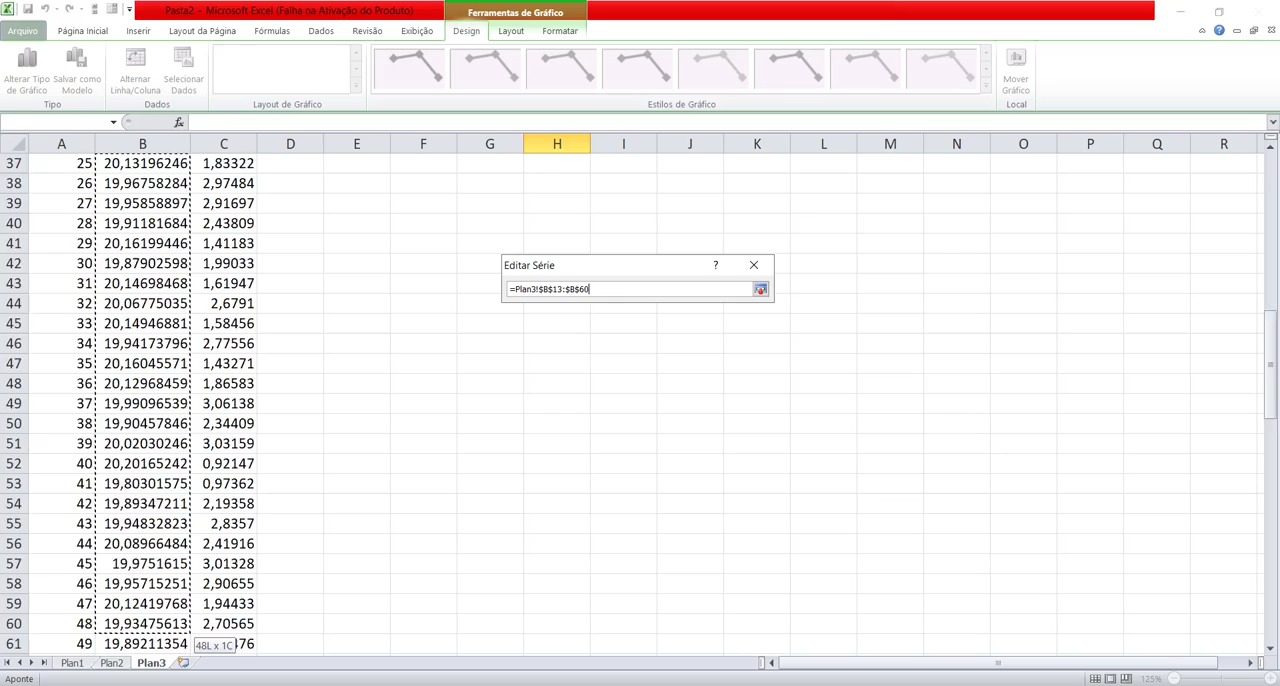 Pasta2 - Microsoft Excel (Falha na Ativação do Produto) Ferramentas de Gráfico
Arquivo Página Inicial Inserir Layout da Página Fórmulas Dados Revisão Exibição Design Layout Formatar
Alterar Tipo de Gráfico
Salvar como Modelo
Alternar Linha/Coluna
Selecionar Dados
Mover Gráfico
Tipo Dados Layout de Gráfico Estilos de Gráfico Local
fx
A B C D E F G H I J K L M N O P Q R
37 25 20,13196246 1,83322
38 26 19,96758284 2,97484
39 27 19,95858897 2,91697
40 28 19,91181684 2,43809
41 29 20,16199446 1,41183
42 30 19,87902598 1,99033
43 31 20,14698468 1,61947
44 32 20,06775035 2,6791
45 33 20,14946881 1,58456
46 34 19,94173796 2,77556
47 35 20,16045571 1,43271
48 36 20,12968459 1,86583
49 37 19,99096539 3,06138
50 38 19,90457846 2,34409
51 39 20,02030246 3,03159
52 40 20,20165242 0,92147
53 41 19,80301575 0,97362
54 42 19,89347211 2,19358
55 43 19,94832823 2,8357
56 44 20,08966484 2,41916
57 45 19,9751615 3,01328
58 46 19,95715251 2,90655
59 47 20,12419768 1,94433
60 48 19,93475613 2,70565
61 49 19,89211354 476
48L x 1C
Editar Série ?
=Plan3!$B$13:$B$60
Plan1 Plan2 Plan3
Aponte 125%